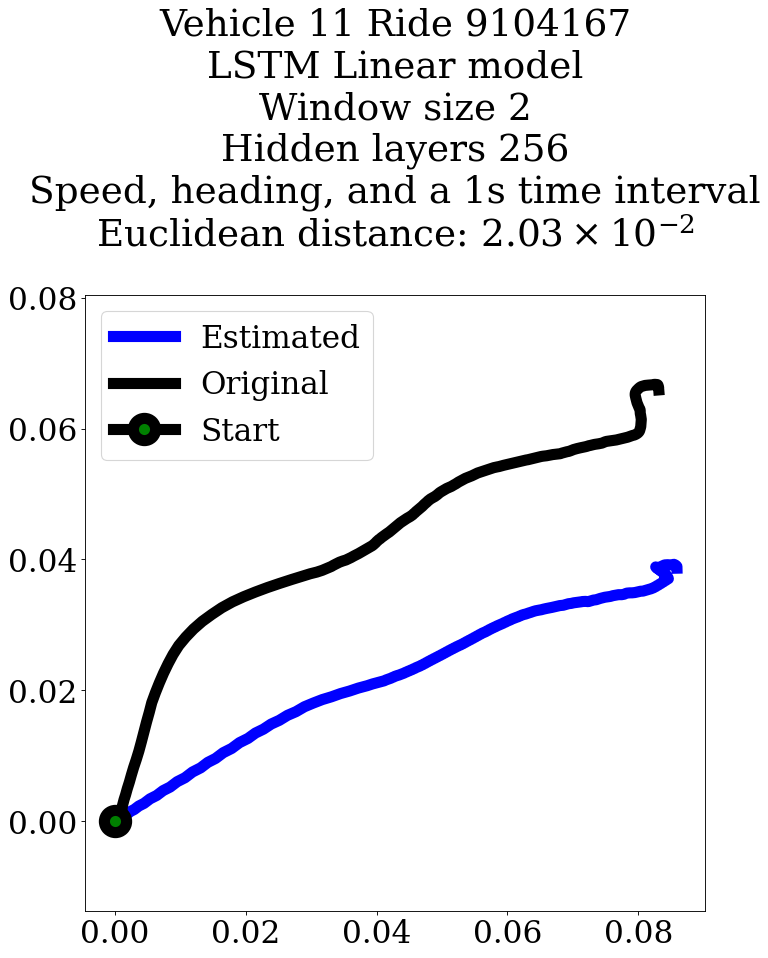 Vehicle 11 Ride 9104167
LSTM Linear model
Window size 2
Hidden layers 256
Speed, heading, and a 1s time interval
Euclidean distance: 2.03 × 10⁻²
0.08
Estimated
Original
Start
0.06
0.04
0.02
0.00
0.00 0.02 0.04 0.06 0.08